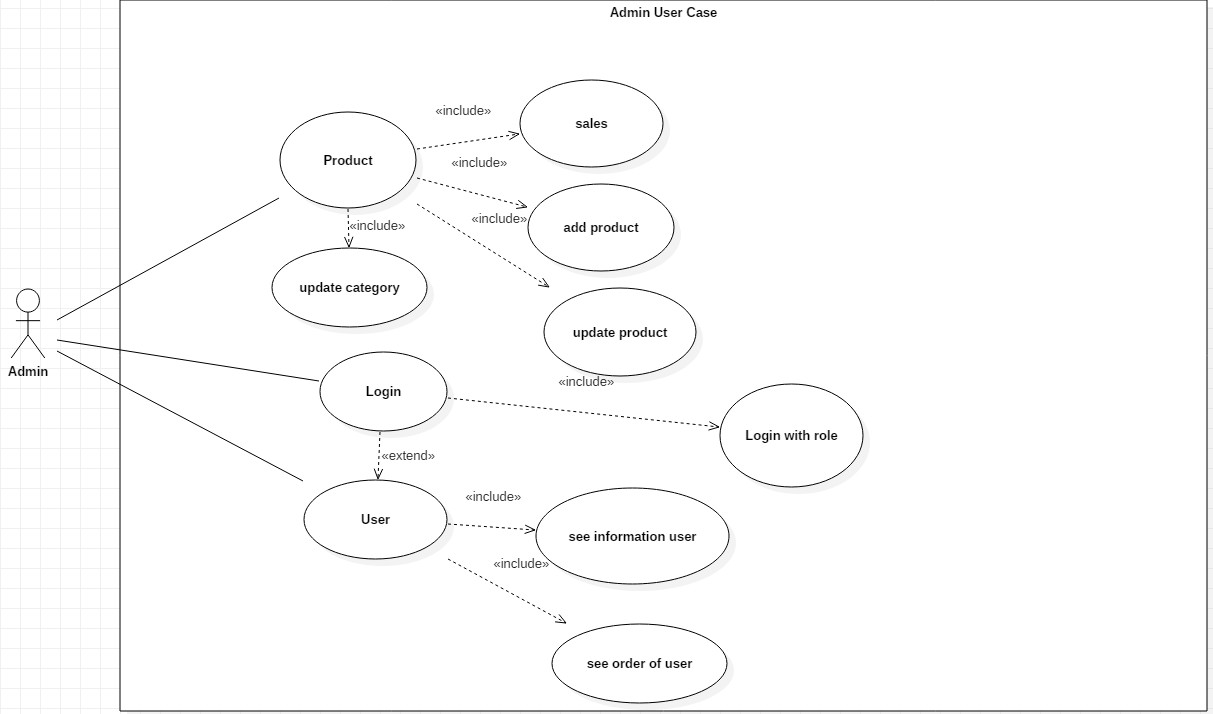 Admin User Case
«include»
sales
Product
«include»
«include»
add product
«include»
update category
update product
Admin
«include»
Login
Login with role
«extend»
«include»
User
see information user
«include»
see order of user